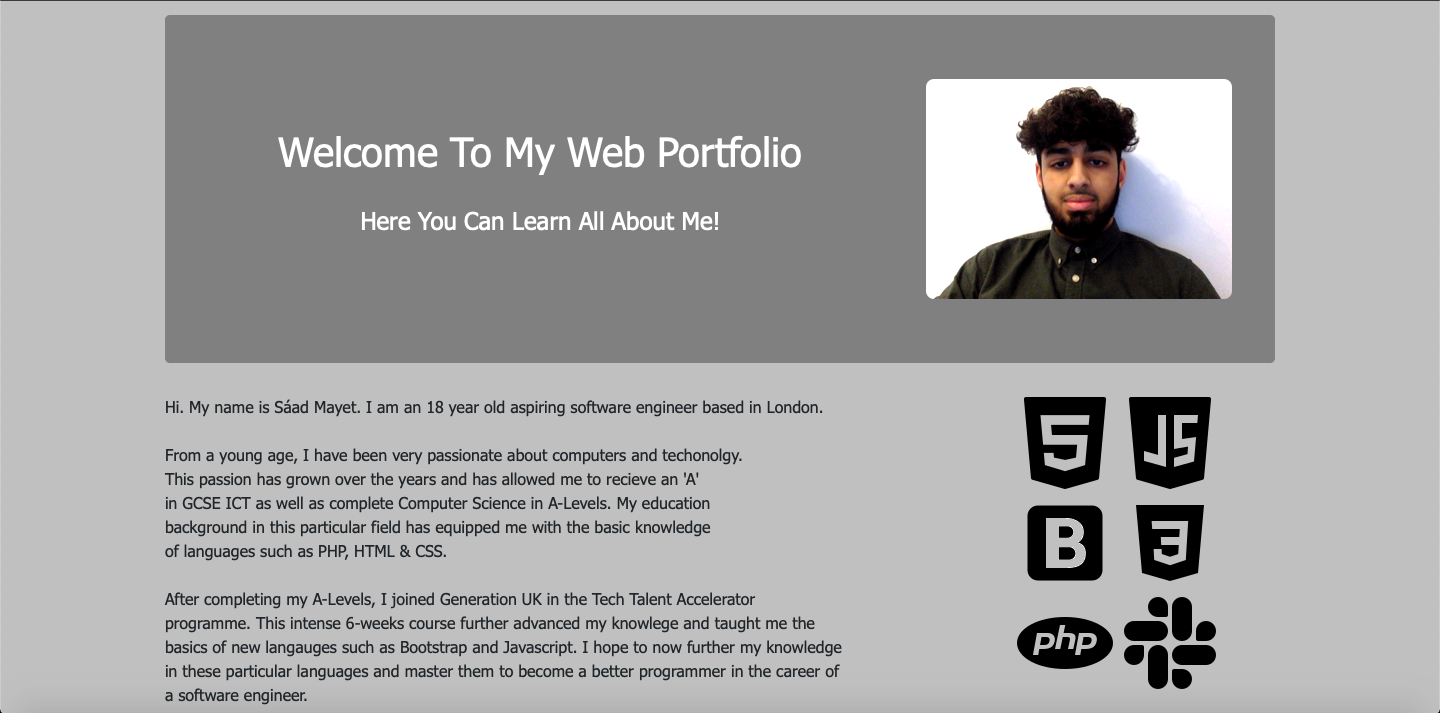 Welcome To My Web Portfolio
Here You Can Learn All About Me!
Hi. My name is Sáad Mayet. I am an 18 year old aspiring software engineer based in London.
From a young age, I have been very passionate about computers and techonolgy.
This passion has grown over the years and has allowed me to recieve an 'A'
in GCSE ICT as well as complete Computer Science in A-Levels. My education
background in this particular field has equipped me with the basic knowledge
of languages such as PHP, HTML & CSS.
After completing my A-Levels, I joined Generation UK in the Tech Talent Accelerator
programme. This intense 6-weeks course further advanced my knowlege and taught me the
basics of new langauges such as Bootstrap and Javascript. I hope to now further my knowledge
in these particular languages and master them to become a better programmer in the career of
a software engineer.
5 JS
B 3
php